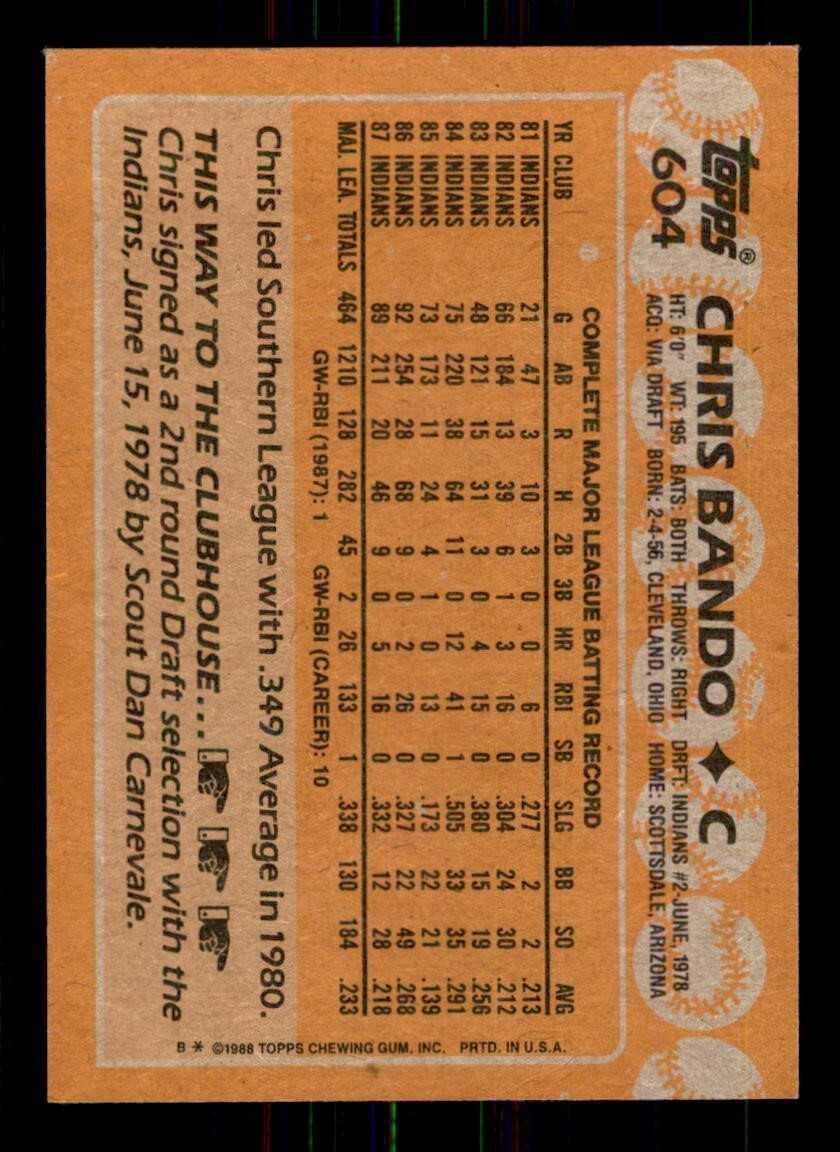 Topps®
604
CHRIS BANDO ♦ C
HT: 6'0" WT: 195 BATS: BOTH THROWS: RIGHT DRFT: INDIANS #2-JUNE, 1978
ACQ: VIA DRAFT BORN: 2-4-56, CLEVELAND, OHIO HOME: SCOTTSDALE, ARIZONA
COMPLETE MAJOR LEAGUE BATTING RECORD
YR CLUB G AB R H 2B 3B HR RBI SB SLG BB SO AVG
81 INDIANS 21 47 3 10 3 0 0 6 0 .277 2 2 .213
82 INDIANS 66 184 13 39 6 1 3 16 0 .304 24 30 .212
83 INDIANS 48 121 15 31 3 0 4 15 0 .380 15 19 .256
84 INDIANS 75 220 38 64 11 0 12 41 1 .505 33 35 .291
85 INDIANS 73 173 11 24 4 1 0 13 0 .173 22 21 .139
86 INDIANS 92 254 28 68 9 0 2 26 0 .327 22 49 .268
87 INDIANS 89 211 20 46 9 0 5 16 0 .332 12 28 .218
MAJ. LEA. TOTALS 464 1210 128 282 45 2 26 133 1 .338 130 184 .233
GW-RBI (1987): 1 GW-RBI (CAREER): 10
Chris led Southern League with .349 Average in 1980.
THIS WAY TO THE CLUBHOUSE...
Chris signed as a 2nd round Draft selection with the
Indians, June 15, 1978 by Scout Dan Carnevale.
B * ©1988 TOPPS CHEWING GUM, INC. PRTD. IN U.S.A.